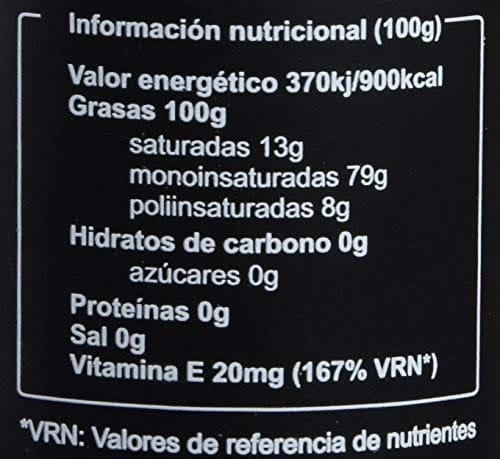 Información nutricional (100g)
Valor energético 370kj/900kcal
Grasas 100g
saturadas 13g
monoinsaturadas 79g
poliinsaturadas 8g
Hidratos de carbono 0g
azúcares 0g
Proteínas 0g
Sal 0g
Vitamina E 20mg (167% VRN*)
*VRN: Valores de referencia de nutrientes